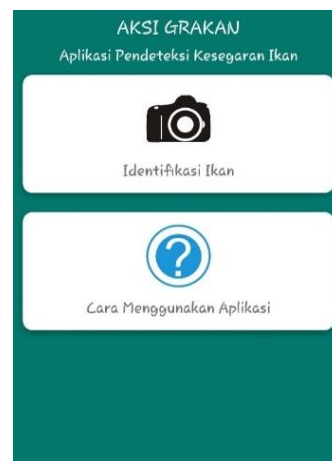 AKSI GRAKAN
Aplikasi Pendeteksi Kesegaran Ikan
Identifikasi Ikan
?
Cara Menggunakan Aplikasi